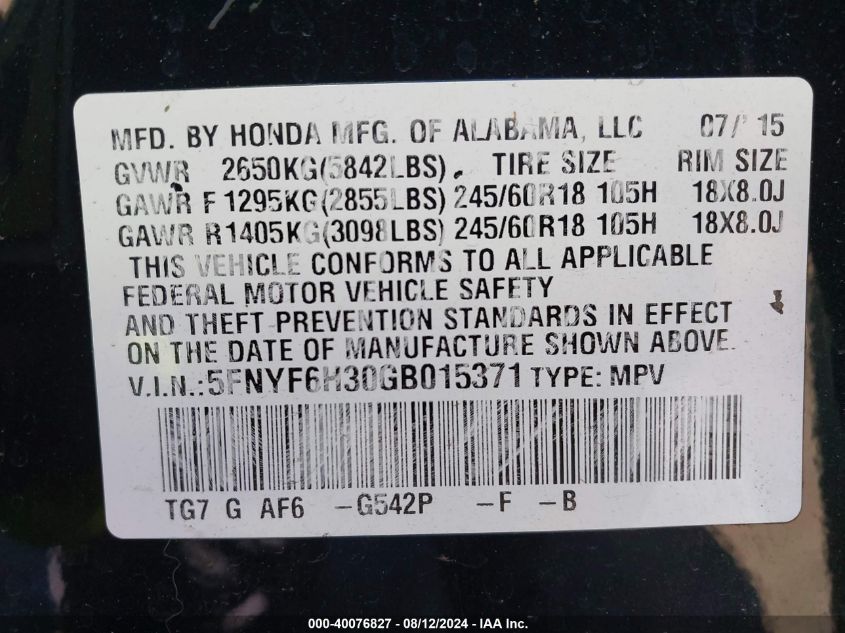 MFD. BY HONDA MFG. OF ALABAMA, LLC 07/15
GVWR 2650KG(5842LBS). TIRE SIZE RIM SIZE
GAWR F 1295KG(2855LBS) 245/60R18 105H 18X8.0J
GAWR R1405KG(3098LBS) 245/60R18 105H 18X8.0J
THIS VEHICLE CONFORMS TO ALL APPLICABLE
FEDERAL MOTOR VEHICLE SAFETY
AND THEFT PREVENTION STANDARDS IN EFFECT
ON THE DATE OF MANUFACTURE SHOWN ABOVE.
V.I.N.:5FNYF6H30GB015371 TYPE: MPV
TG7 G AF6 -G542P -F -B
000-40076827 - 08/12/2024 - IAA Inc.